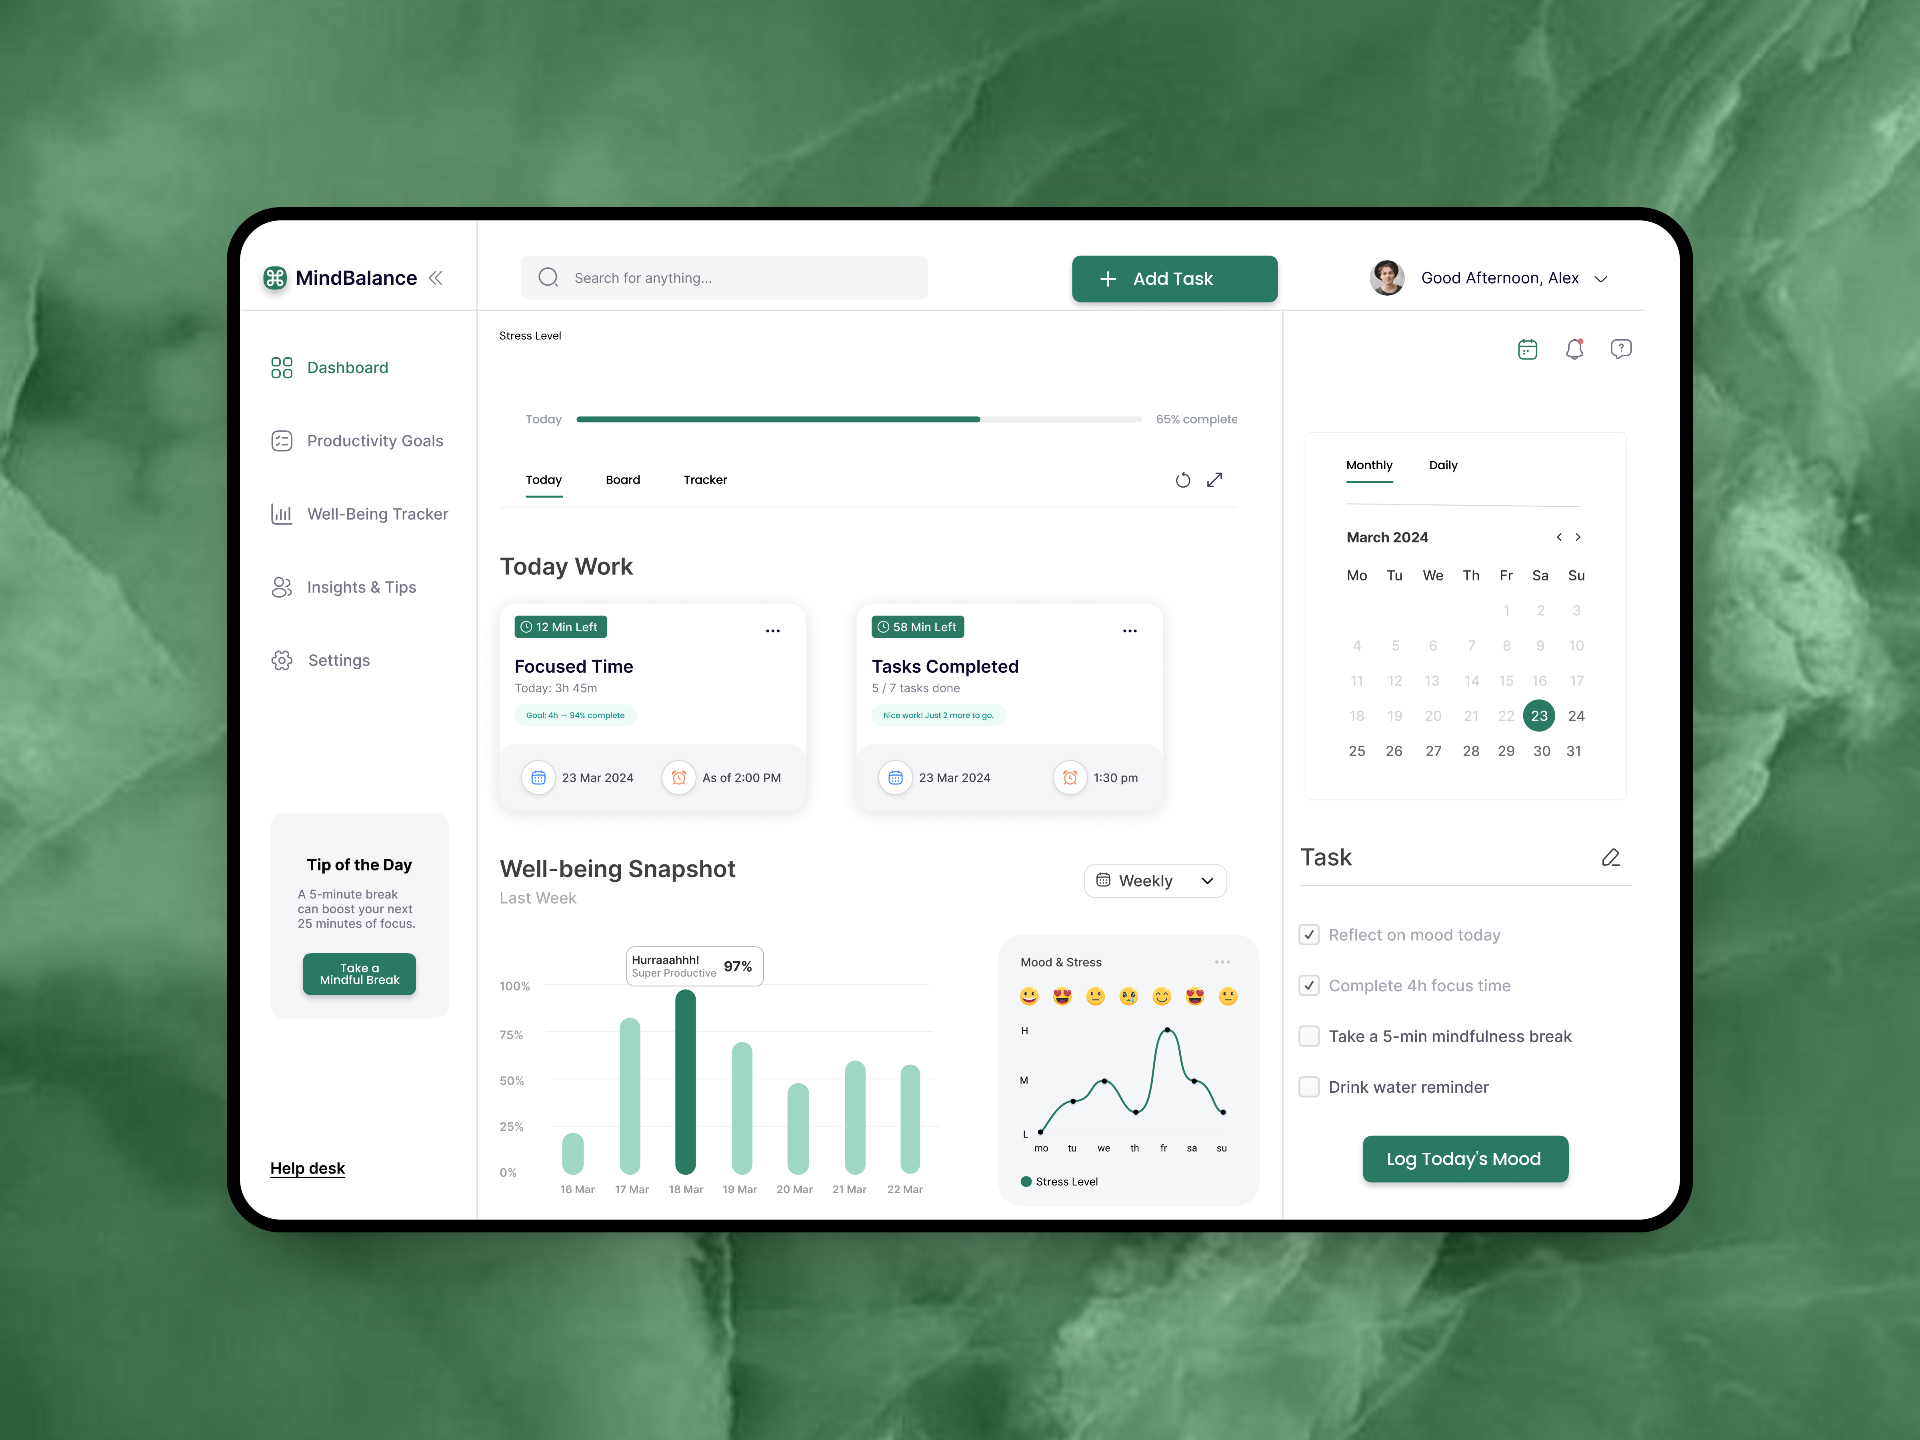 MindBalance
Search for anything...
Add Task
Good Afternoon, Alex
Dashboard
Productivity Goals
Well-Being Tracker
Insights & Tips
Settings
Tip of the Day
A 5-minute break
can boost your next
25 minutes of focus.
Take a
Mindful Break
Help desk
Stress Level
Today
65% complete
Today Board Tracker
Today Work
12 Min Left
Focused Time
Today: 3h 45m
Goal: 4h — 94% complete
23 Mar 2024
As of 2:00 PM
58 Min Left
Tasks Completed
5 / 7 tasks done
Nice work! Just 2 more to go.
23 Mar 2024
1:30 pm
Well-being Snapshot
Last Week
Weekly
Hurraaahhh!
Super Productive
97%
100%
75%
50%
25%
0%
16 Mar 17 Mar 18 Mar 19 Mar 20 Mar 21 Mar 22 Mar
Mood & Stress
H
M
L
mo tu we th fr sa su
Stress Level
Monthly Daily
March 2024
Mo Tu We Th Fr Sa Su
1 2 3
4 5 6 7 8 9 10
11 12 13 14 15 16 17
18 19 20 21 22 23 24
25 26 27 28 29 30 31
Task
Reflect on mood today
Complete 4h focus time
Take a 5-min mindfulness break
Drink water reminder
Log Today's Mood